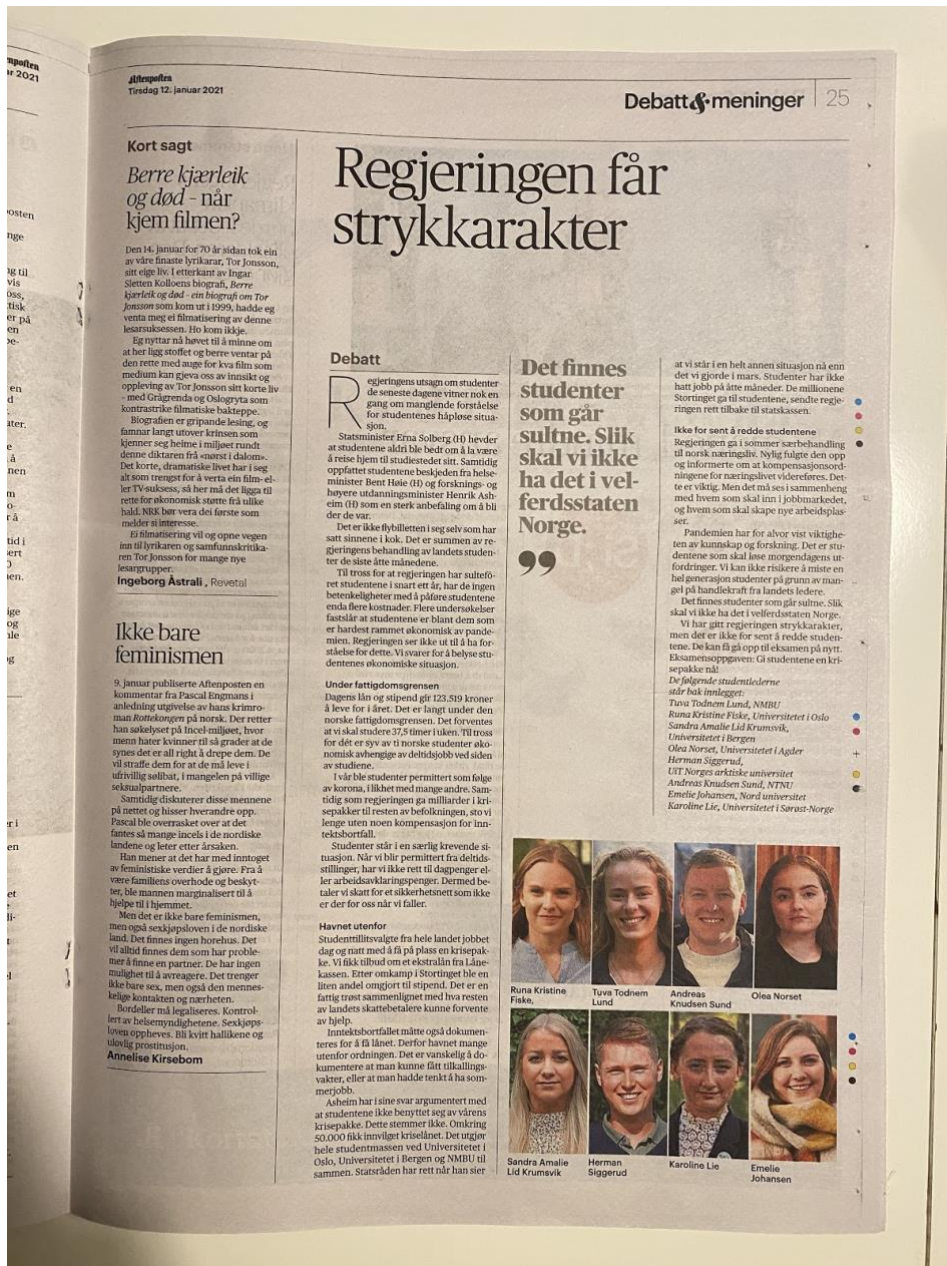 mposten
ar 2021
Aftenposten
Tirsdag 12. januar 2021
Debatt & meninger
25
Kort sagt
Berre kjærleik
og død – når
kjem filmen?
Den 14. januar for 70 år sidan tok ein
av våre finaste lyrikarar, Tor Jonsson,
sitt eige liv. I etterkant av Ingar
Sletten Kolloens biografi, Berre
kjærleik og død – ein biografi om Tor
Jonsson som kom ut i 1999, hadde eg
venta meg ei filmatisering av denne
lesarsuksessen. Ho kom ikkje.
Eg nyttar nå høvet til å minne om
at her ligg stoffet og berre ventar på
den rette med auge for kva film som
medium kan gjeva oss av innsikt og
oppleving av Tor Jonsson sitt korte liv
– med Grågrenda og Oslogryta som
kontrastrike filmatiske bakteppe.
Biografien er gripande lesing, og
famnar langt utover krinsen som
kjenner seg heime i miljøet rundt
denne diktaren frå «nørst i dalom».
Det korte, dramatiske livet har i seg
alt som trengst for å verta ein film- el-
ler TV-suksess, så her må det ligga til
rette for økonomisk støtte frå ulike
hald. NRK bør vera dei første som
melder si interesse.
Ei filmatisering vil og opne vegen
inn til lyrikaren og samfunnskritika-
ren Tor Jonsson for mange nye
lesargrupper.
Ingeborg Åstrali , Revetal
Ikke bare
feminismen
9. januar publiserte Aftenposten en
kommentar fra Pascal Engmans i
anledning utgivelse av hans krimro-
man Rottekongen på norsk. Der retter
han søkelyset på Incel-miljøet, hvor
menn hater kvinner til så grader at de
synes det er all right å drepe dem. De
vil straffe dem for at de må leve i
ufrivillig sølibat, i mangelen på villige
seksualpartnere.
Samtidig diskuterer disse mennene
på nettet og hisser hverandre opp.
Pascal ble overrasket over at det
fantes så mange incels i de nordiske
landene og leter etter årsaken.
Han mener at det har med inntoget
av feministiske verdier å gjøre. Fra å
være familiens overhode og beskyt-
ter, ble mannen marginalisert til å
hjelpe til i hjemmet.
Men det er ikke bare feminismen,
men også sexkjøpsloven i de nordiske
land. Det finnes ingen horehus. Det
vil alltid finnes dem som har proble-
mer å finne en partner. De har ingen
mulighet til å avreagere. Det trenger
ikke bare sex, men også den mennes-
kelige kontakten og nærheten.
Bordeller må legaliseres. Kontrol-
lert av helsemyndighetene. Sexkjøps-
loven oppheves. Bli kvitt hallikene og
ulovlig prostitusjon.
Annelise Kirsebom
Regjeringen får
strykkarakter
Debatt
Regjeringens utsagn om studenter
de seneste dagene vitner nok en
gang om manglende forståelse
for studentenes håpløse situa-
sjon.
Statsminister Erna Solberg (H) hevder
at studentene aldri ble bedt om å la være
å reise hjem til studiestedet sitt. Samtidig
oppfattet studentene beskjeden fra helse-
minister Bent Høie (H) og forsknings- og
høyere utdanningsminister Henrik Ash-
eim (H) som en sterk anbefaling om å bli
der de var.
Det er ikke flybilletten i seg selv som har
satt sinnene i kok. Det er summen av re-
gjeringens behandling av landets studen-
ter de siste åtte månedene.
Til tross for at regjeringen har sultefô-
ret studentene i snart ett år, har de ingen
betenkeligheter med å påføre studentene
enda flere kostnader. Flere undersøkelser
fastslår at studentene er blant dem som
er hardest rammet økonomisk av pande-
mien. Regjeringen ser ikke ut til å ha for-
ståelse for dette. Vi svarer for å belyse stu-
dentenes økonomiske situasjon.
Under fattigdomsgrensen
Dagens lån og stipend gir 123.519 kroner
å leve for i året. Det er langt under den
norske fattigdomsgrensen. Det forventes
at vi skal studere 37,5 timer i uken. Til tross
for dét er syv av ti norske studenter øko-
nomisk avhengige av deltidsjobb ved siden
av studiene.
I vår ble studenter permittert som følge
av korona, i likhet med mange andre. Sam-
tidig som regjeringen ga milliarder i kri-
sepakker til resten av befolkningen, sto vi
lenge uten noen kompensasjon for inn-
tektsbortfall.
Studenter står i en særlig krevende si-
tuasjon. Når vi blir permittert fra deltids-
stillinger, har vi ikke rett til dagpenger el-
ler arbeidsavklaringspenger. Dermed be-
taler vi skatt for et sikkerhetsnett som ikke
er der for oss når vi faller.
Havnet utenfor
Studenttillitsvalgte fra hele landet jobbet
dag og natt med å få på plass en krisepak-
ke. Vi fikk tilbud om et ekstralån fra Låne-
kassen. Etter omkamp i Stortinget ble en
liten andel omgjort til stipend. Det er en
fattig trøst sammenlignet med hva resten
av landets skattebetalere kunne forvente
av hjelp.
Inntektsbortfallet måtte også dokumen-
teres for å få lånet. Derfor havnet mange
utenfor ordningen. Det er vanskelig å do-
kumentere at man kunne fått tilkallings-
vakter, eller at man hadde tenkt å ha som-
merjobb.
Asheim har i sine svar argumentert med
at studentene ikke benyttet seg av vårens
krisepakke. Dette stemmer ikke. Omkring
50.000 fikk innvilget kriselånet. Det utgjør
hele studentmassen ved Universitetet i
Oslo, Universitetet i Bergen og NMBU til
sammen. Statsråden har rett når han sier
Det finnes
studenter
som går
sultne. Slik
skal vi ikke
ha det i vel-
ferdsstaten
Norge.
”
at vi står i en helt annen situasjon nå enn
det vi gjorde i mars. Studenter har ikke
hatt jobb på åtte måneder. De millionene
Stortinget ga til studentene, sendte regje-
ringen rett tilbake til statskassen.
Ikke for sent å redde studentene
Regjeringen ga i sommer særbehandling
til norsk næringsliv. Nylig fulgte den opp
og informerte om at kompensasjonsord-
ningene for næringslivet videreføres. Det-
te er viktig. Men det må ses i sammenheng
med hvem som skal inn i jobbmarkedet,
og hvem som skal skape nye arbeidsplas-
ser.
Pandemien har for alvor vist viktighe-
ten av kunnskap og forskning. Det er stu-
dentene som skal løse morgendagens ut-
fordringer. Vi kan ikke risikere å miste en
hel generasjon studenter på grunn av man-
gel på handlekraft fra landets ledere.
Det finnes studenter som går sultne. Slik
skal vi ikke ha det i velferdsstaten Norge.
Vi har gitt regjeringen strykkarakter,
men det er ikke for sent å redde studen-
tene. De kan få gå opp til eksamen på nytt.
Eksamensoppgaven: Gi studentene en kri-
sepakke nå!
De følgende studentlederne
står bak innlegget:
Tuva Todnem Lund, NMBU
Runa Kristine Fiske, Universitetet i Oslo
Sandra Amalie Lid Krumsvik,
Universitetet i Bergen
Olea Norset, Universitetet i Agder
Herman Siggerud,
UiT Norges arktiske universitet
Andreas Knudsen Sund, NTNU
Emelie Johansen, Nord universitet
Karoline Lie, Universitetet i Sørøst-Norge
Runa Kristine
Fiske,
Tuva Todnem
Lund
Andreas
Knudsen Sund
Olea Norset
Sandra Amalie
Lid Krumsvik
Herman
Siggerud
Karoline Lie
Emelie
Johansen